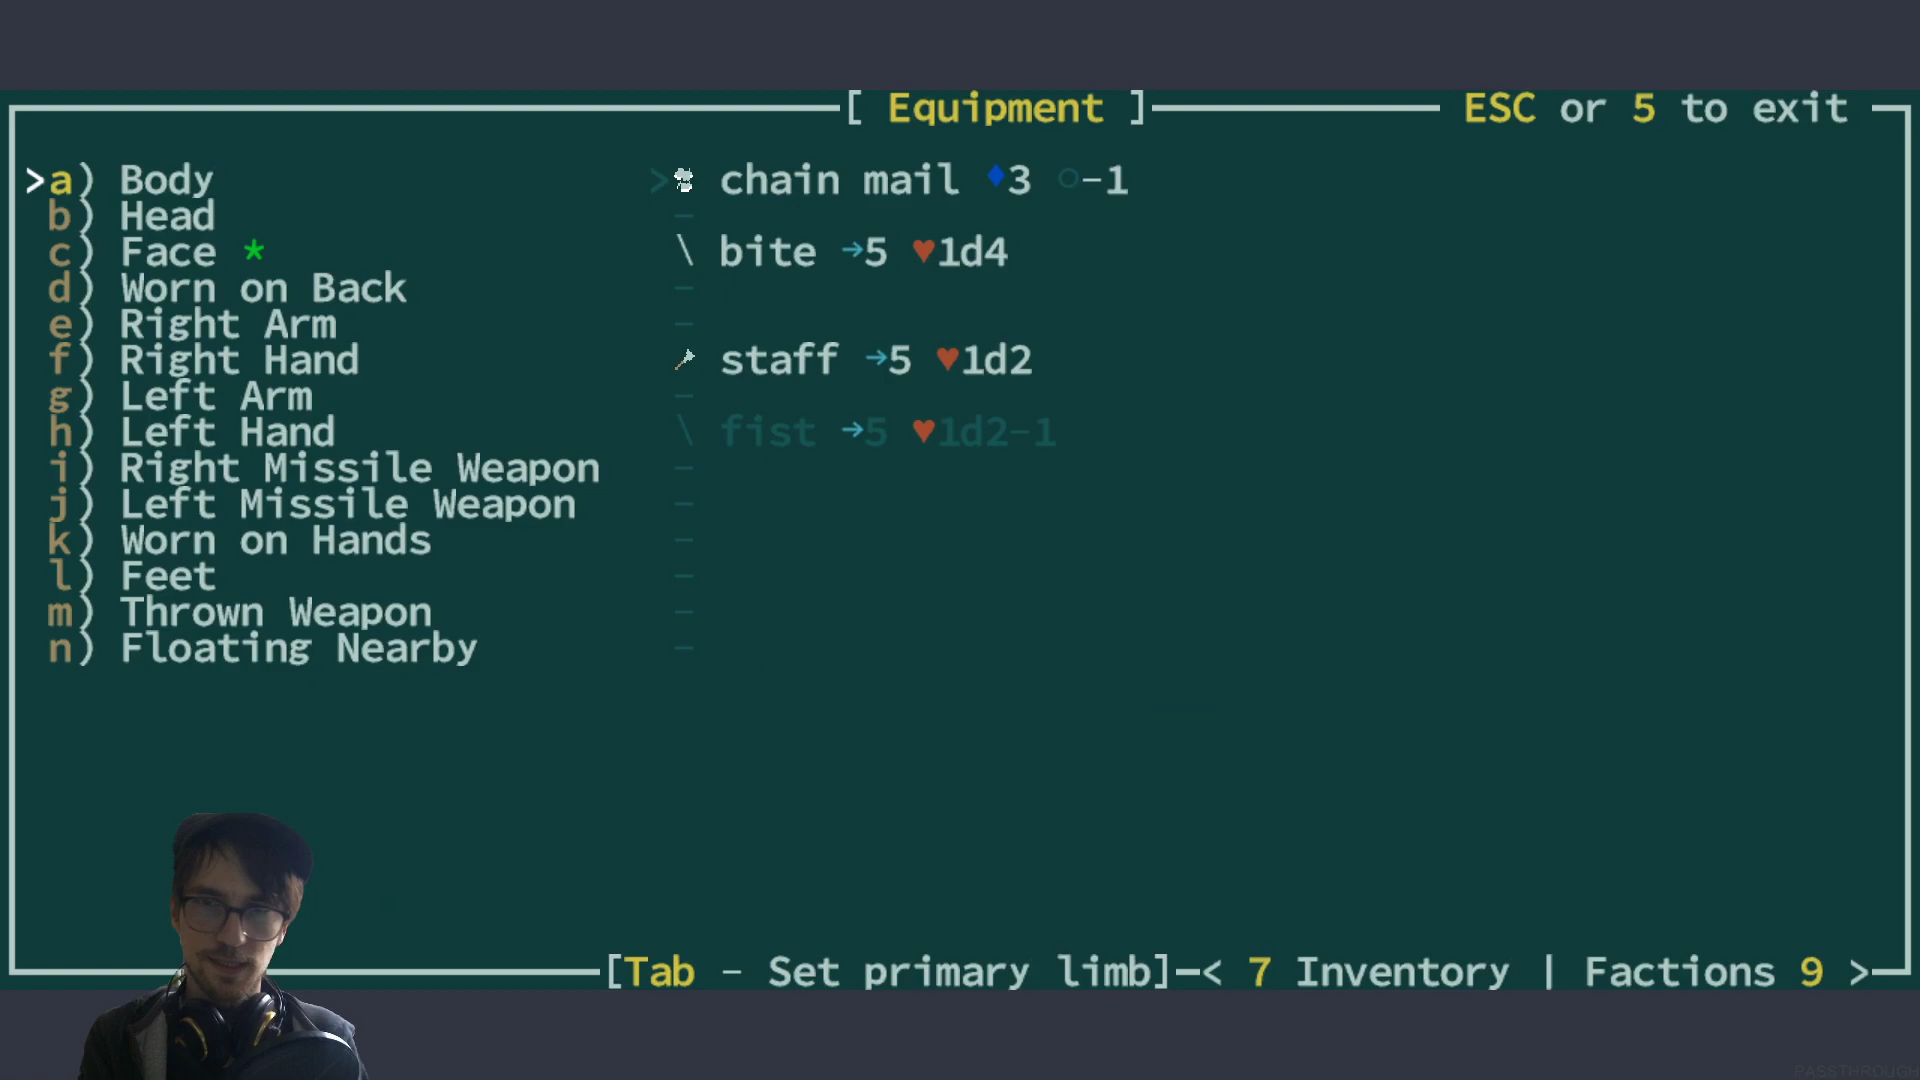 [ Equipment ] ESC or 5 to exit
>a) Body > chain mail ♦3 ○-1
b) Head -
c) Face * \ bite →5 ♥1d4
d) Worn on Back -
e) Right Arm -
f) Right Hand staff →5 ♥1d2
g) Left Arm -
h) Left Hand \ fist →5 ♥1d2-1
i) Right Missile Weapon -
j) Left Missile Weapon -
k) Worn on Hands -
l) Feet -
m) Thrown Weapon -
n) Floating Nearby -
[Tab - Set primary limb]-< 7 Inventory | Factions 9 >
PASSTHROUGH